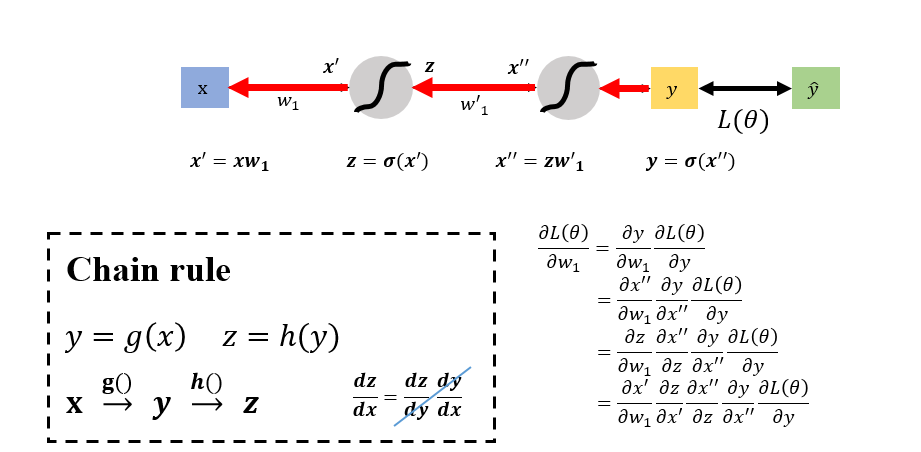 x x′ z x″ y ŷ
w₁ w′₁ L(θ)
x′ = xw₁ z = σ(x′) x″ = zw′₁ y = σ(x″)
Chain rule
y = g(x) z = h(y)
x g()→ y h()→ z
dz/dx = dz/dy dy/dx
∂L(θ)/∂w₁ = ∂y/∂w₁ ∂L(θ)/∂y
= ∂x″/∂w₁ ∂y/∂x″ ∂L(θ)/∂y
= ∂z/∂w₁ ∂x″/∂z ∂y/∂x″ ∂L(θ)/∂y
= ∂x′/∂w₁ ∂z/∂x′ ∂x″/∂z ∂y/∂x″ ∂L(θ)/∂y